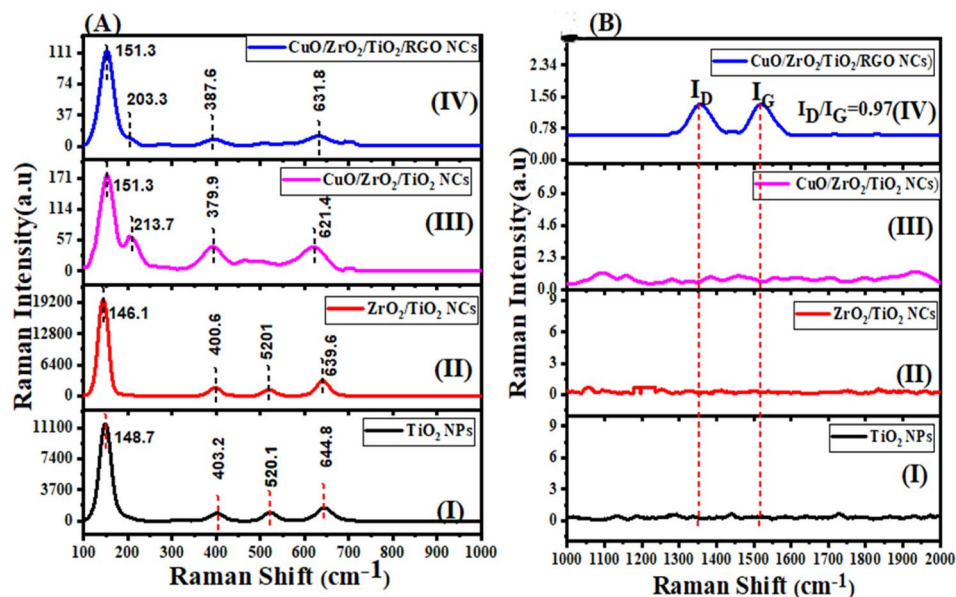 (A)
Raman Intensity(a.u)
111
74
37
0
151.3
203.3
387.6
631.8
CuO/ZrO₂/TiO₂/RGO NCs
(IV)
171
114
57
0
151.3
213.7
379.9
621.4
CuO/ZrO₂/TiO₂ NCs
(III)
19200
12800
6400
0
146.1
400.6
5201
639.6
ZrO₂/TiO₂ NCs
(II)
11100
7400
3700
0
148.7
403.2
520.1
644.8
TiO₂ NPs
(I)
100 200 300 400 500 600 700 800 900 1000
Raman Shift (cm⁻¹)
(B)
Raman Intensity(a.u)
2.34
1.56
0.78
0.00
CuO/ZrO₂/TiO₂/RGO NCs)
I_D
I_G
I_D/I_G=0.97(IV)
6.9
4.6
2.3
0.0
CuO/ZrO₂/TiO₂ NCs)
(III)
9
6
3
0
ZrO₂/TiO₂ NCs
(II)
9
6
3
0
TiO₂ NPs
(I)
1000 1100 1200 1300 1400 1500 1600 1700 1800 1900 2000
Raman Shift (cm⁻¹)